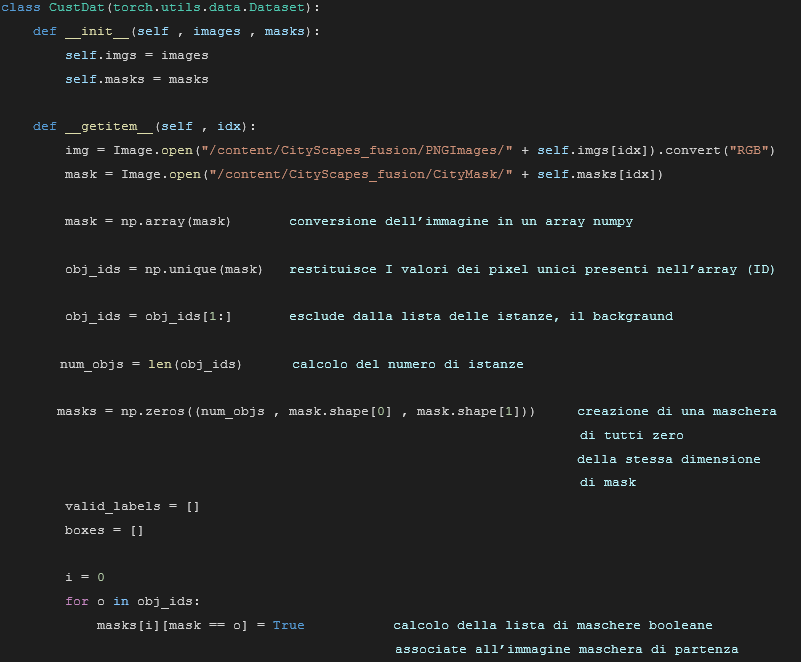 class CustDat(torch.utils.data.Dataset):
def __init__(self , images , masks):
self.imgs = images
self.masks = masks
def __getitem__(self , idx):
img = Image.open("/content/CityScapes_fusion/PNGImages/" + self.imgs[idx]).convert("RGB")
mask = Image.open("/content/CityScapes_fusion/CityMask/" + self.masks[idx])
mask = np.array(mask) conversione dell’immagine in un array numpy
obj_ids = np.unique(mask) restituisce I valori dei pixel unici presenti nell’array (ID)
obj_ids = obj_ids[1:] esclude dalla lista delle istanze, il backgraund
num_objs = len(obj_ids) calcolo del numero di istanze
masks = np.zeros((num_objs , mask.shape[0] , mask.shape[1])) creazione di una maschera
di tutti zero
della stessa dimensione
di mask
valid_labels = []
boxes = []
i = 0
for o in obj_ids:
masks[i][mask == o] = True calcolo della lista di maschere booleane
associate all’immagine maschera di partenza